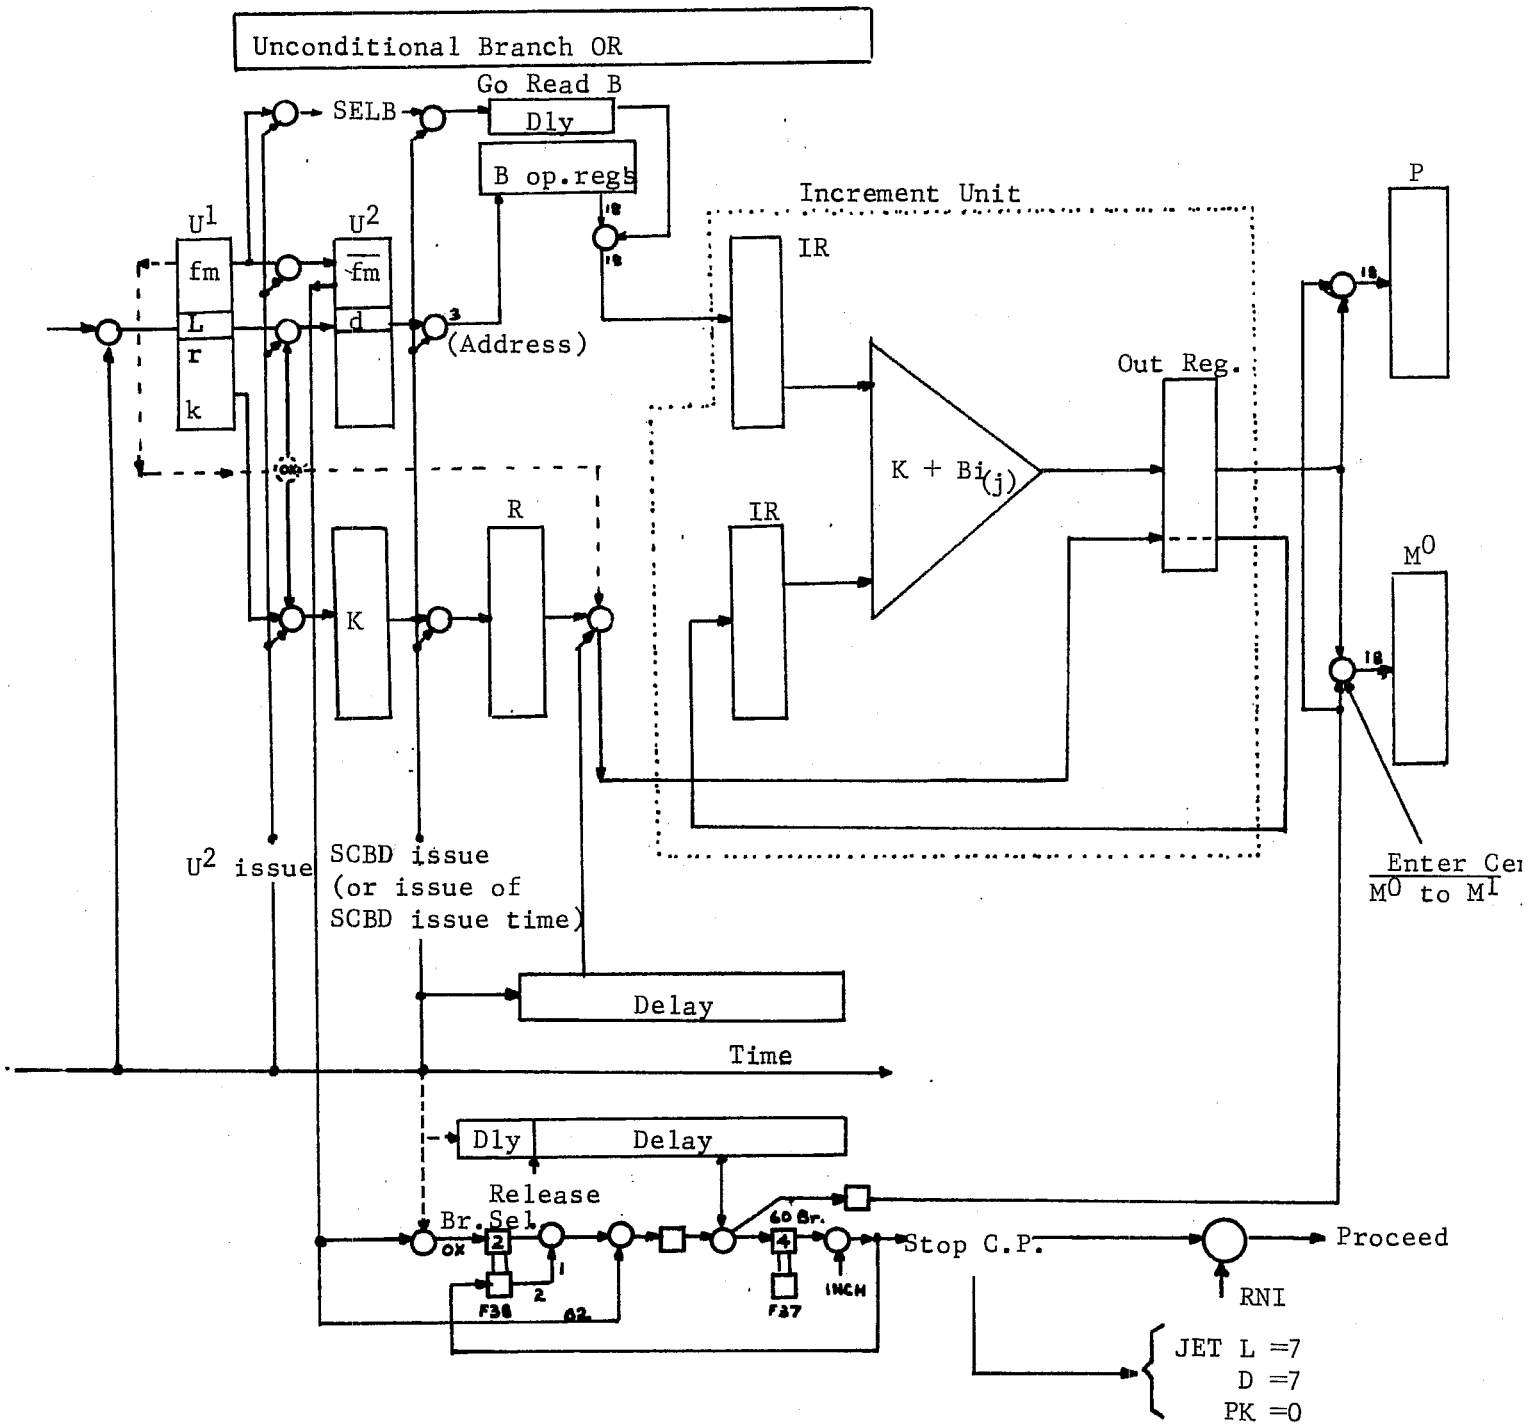 Unconditional Branch OR
Go Read B
SELB
Dly
B op.regs
U1
U2
fm
fm
L
d
r
k
3
(Address)
18
18
Increment Unit
IR
P
18
Out Reg.
K + Bi(j)
OK
R
IR
K
M0
18
U2 issue
SCBD issue
(or issue of
SCBD issue time)
Enter Cen
M0 to M1
Delay
Time
Dly
Delay
Release
Br.Sel.
OX
2
1
2
F38
02
60 Br.
4
F37
INCH
Stop C.P.
Proceed
RNI
JET L =7
D =7
PK =0